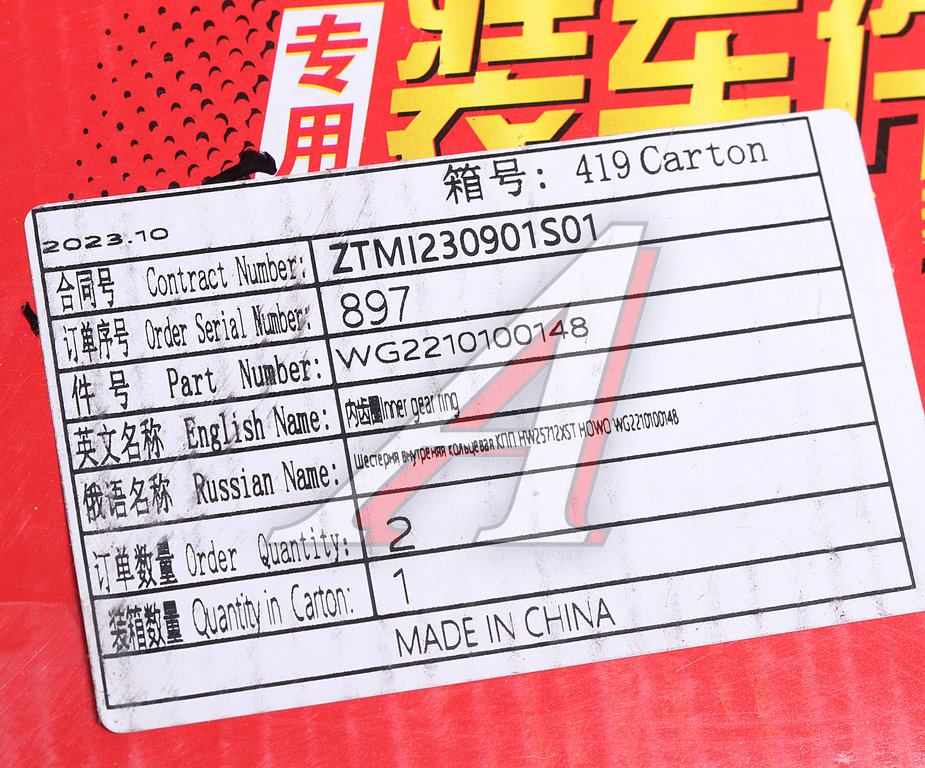 专用
装车件
箱号: 419 Carton
2023.10
合同号 Contract Number: ZTMI230901S01
订单序号 Order Serial Number: 897
件号 Part Number: WG2210100148
英文名称 English Name: 内齿圈Inner gear ring
俄语名称 Russian Name: Шестерня внутреняя кольцевая КПП HW25712XST HOWO WG2210100148
订单数量 Order Quantity: 2
装箱数量 Quantity in Carton: 1
MADE IN CHINA